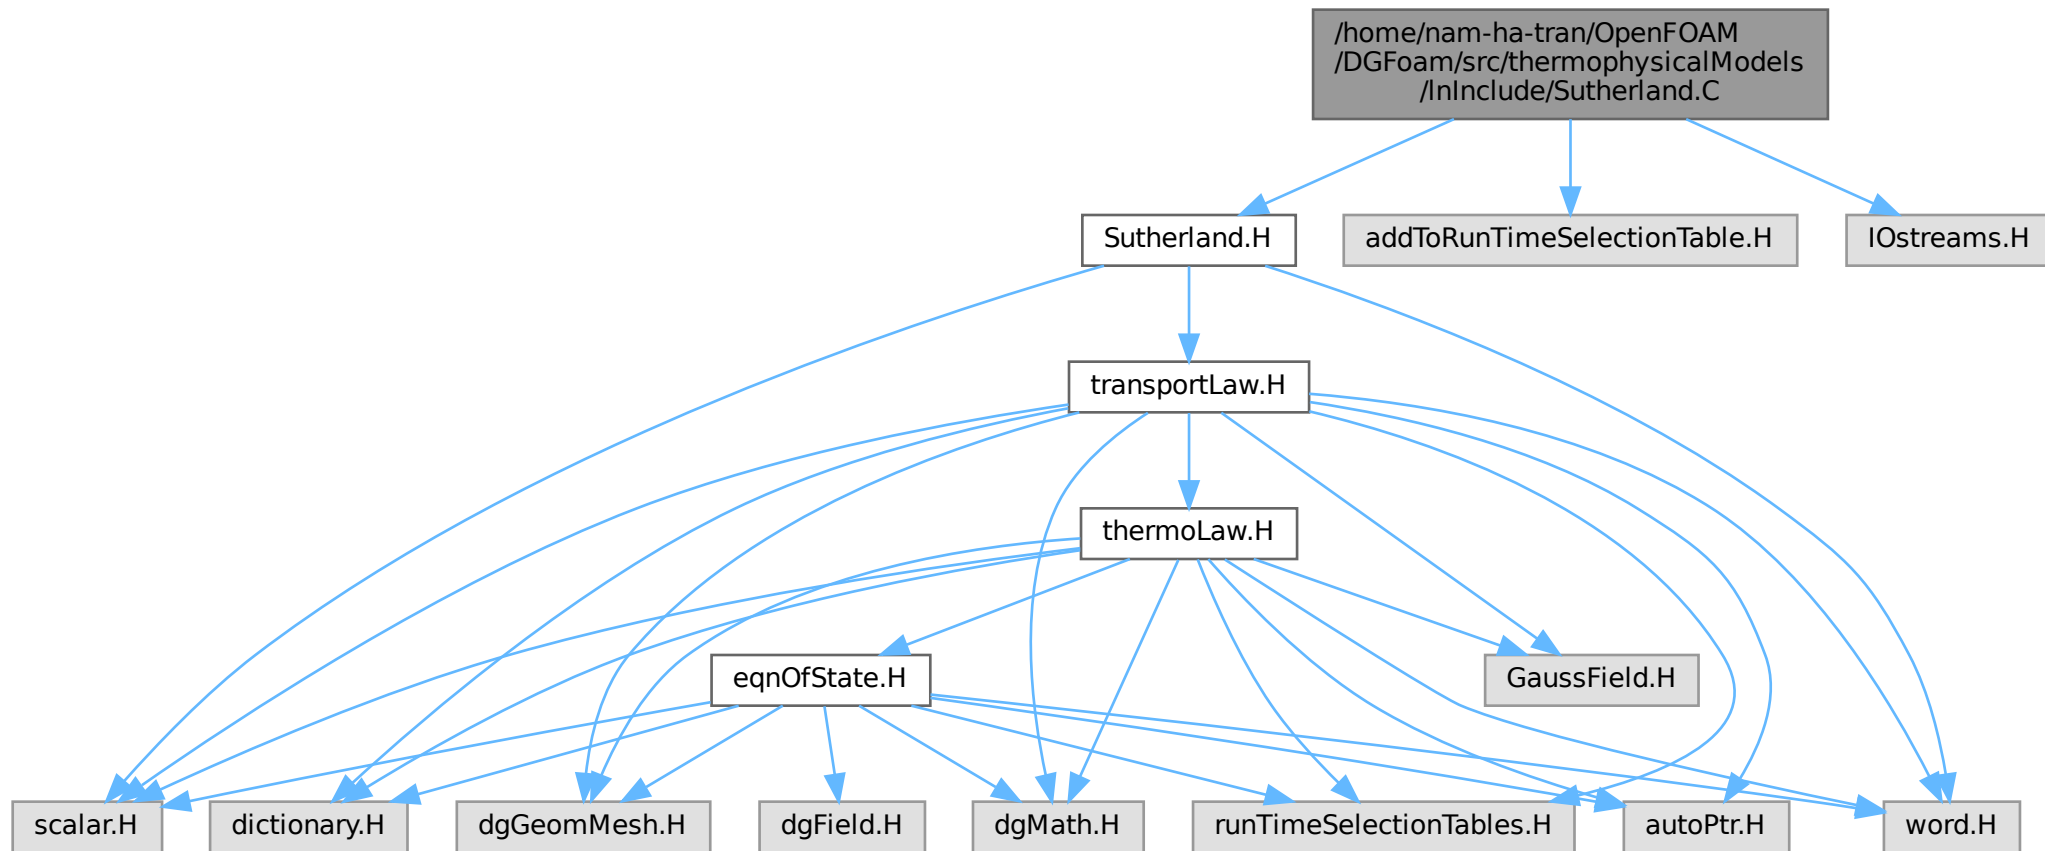 /home/nam-ha-tran/OpenFOAM
/DGFoam/src/thermophysicalModels
/lnInclude/Sutherland.C
Sutherland.H
addToRunTimeSelectionTable.H
IOstreams.H
transportLaw.H
thermoLaw.H
eqnOfState.H
GaussField.H
scalar.H
dictionary.H
dgGeomMesh.H
dgField.H
dgMath.H
runTimeSelectionTables.H
autoPtr.H
word.H